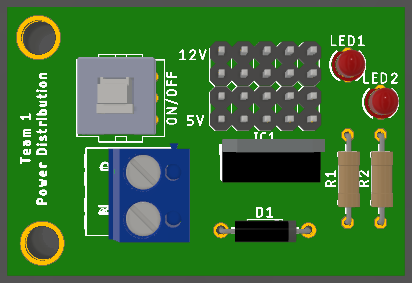 Team 1
Power Distribution
ON/OFF
12V
5V
LED1
LED2
IC1
R1
R2
D1